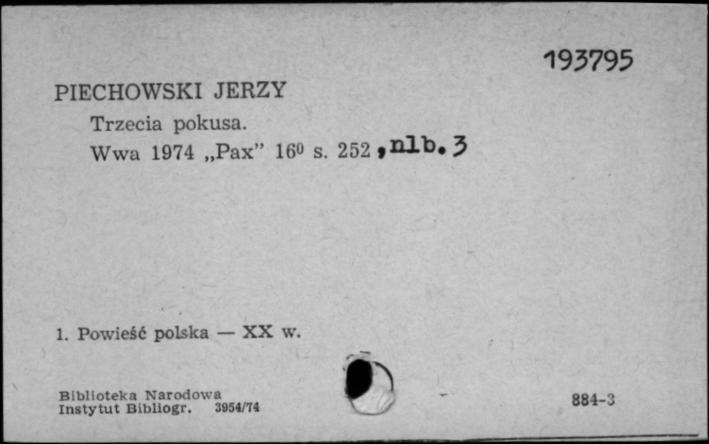 193795
PIECHOWSKI JERZY
Trzecia pokusa.
Wwa 1974 „Pax” 16⁰ s. 252, nlb. 3
1. Powieść polska — XX w.
Biblioteka Narodowa
Instytut Bibliogr. 3954/74
884-3